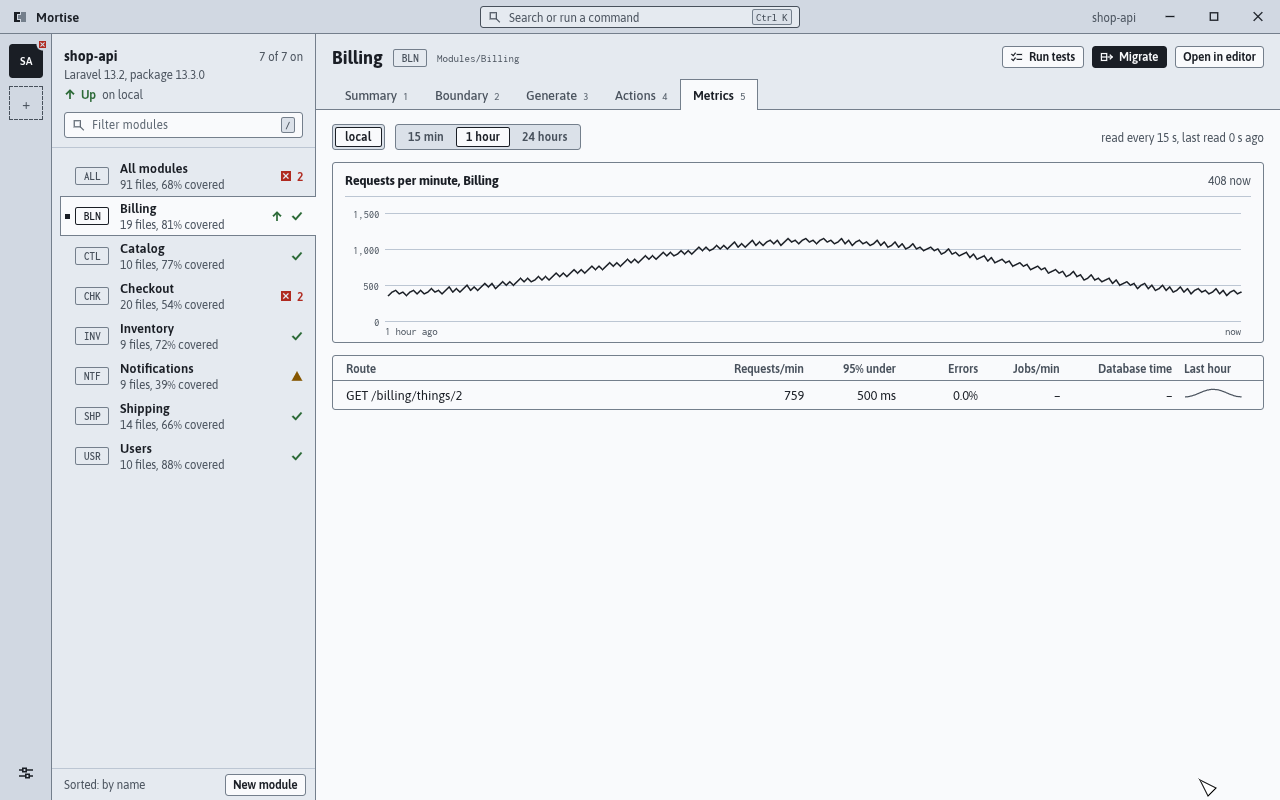 Mortise
Search or run a command
Ctrl K
shop-api
SA
+
shop-api
7 of 7 on
Laravel 13.2, package 13.3.0
Up on local
Filter modules
/
ALL
All modules
91 files, 68% covered
2
BLN
Billing
19 files, 81% covered
CTL
Catalog
10 files, 77% covered
CHK
Checkout
20 files, 54% covered
2
INV
Inventory
9 files, 72% covered
NTF
Notifications
9 files, 39% covered
SHP
Shipping
14 files, 66% covered
USR
Users
10 files, 88% covered
Sorted: by name
New module
Billing
BLN
Modules/Billing
Run tests
Migrate
Open in editor
Summary 1
Boundary 2
Generate 3
Actions 4
Metrics 5
local
15 min
1 hour
24 hours
read every 15 s, last read 0 s ago
Requests per minute, Billing
408 now
1,500
1,000
500
0
1 hour ago
now
Route Requests/min 95% under Errors Jobs/min Database time Last hour
GET /billing/things/2 759 500 ms 0.0% – –